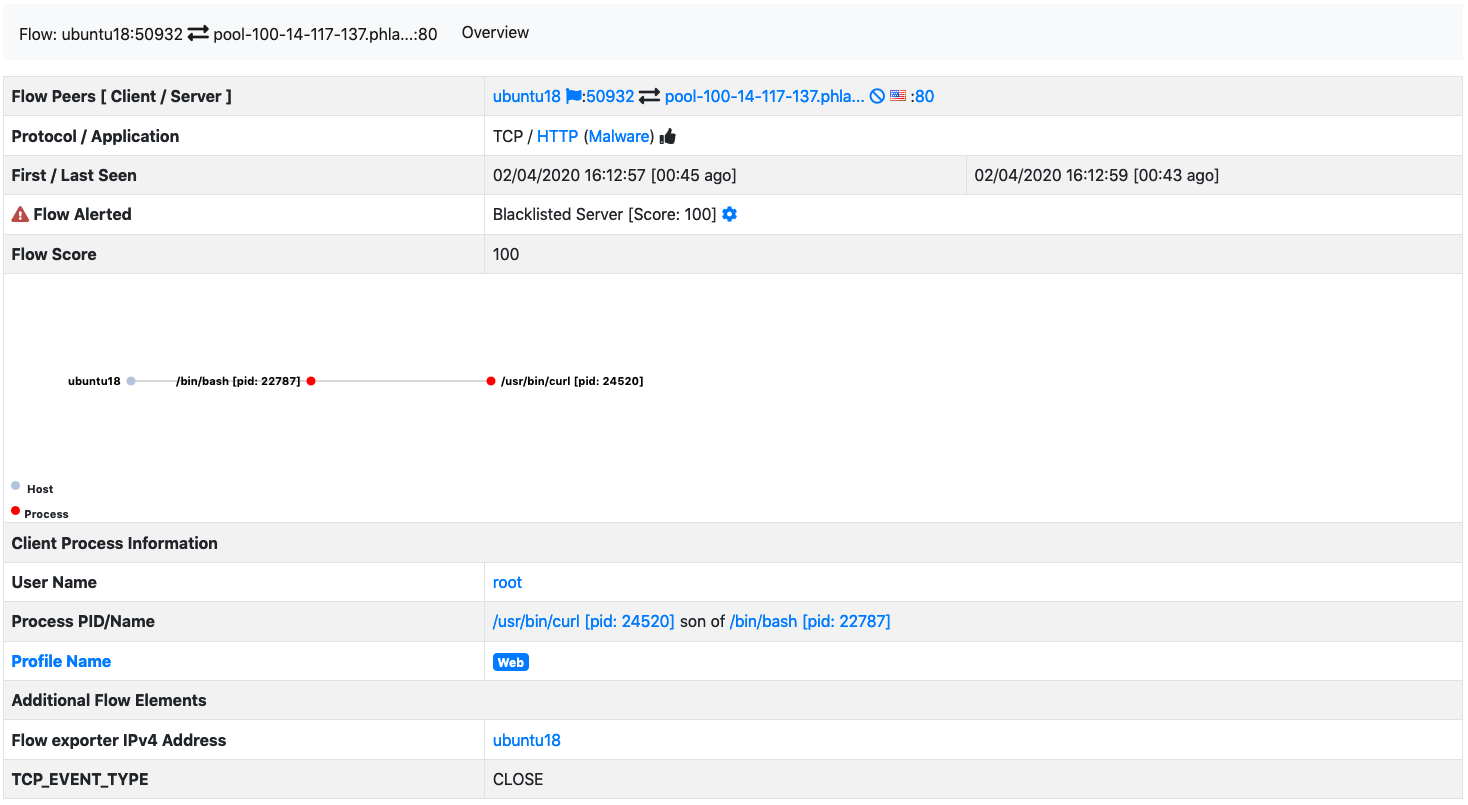 Flow: ubuntu18:50932 pool-100-14-117-137.phla...:80 Overview
Flow Peers [ Client / Server ] ubuntu18 :50932 pool-100-14-117-137.phla... :80
Protocol / Application TCP / HTTP (Malware)
First / Last Seen 02/04/2020 16:12:57 [00:45 ago] 02/04/2020 16:12:59 [00:43 ago]
Flow Alerted Blacklisted Server [Score: 100]
Flow Score 100
ubuntu18 /bin/bash [pid: 22787] /usr/bin/curl [pid: 24520]
Host
Process
Client Process Information
User Name root
Process PID/Name /usr/bin/curl [pid: 24520] son of /bin/bash [pid: 22787]
Profile Name Web
Additional Flow Elements
Flow exporter IPv4 Address ubuntu18
TCP_EVENT_TYPE CLOSE